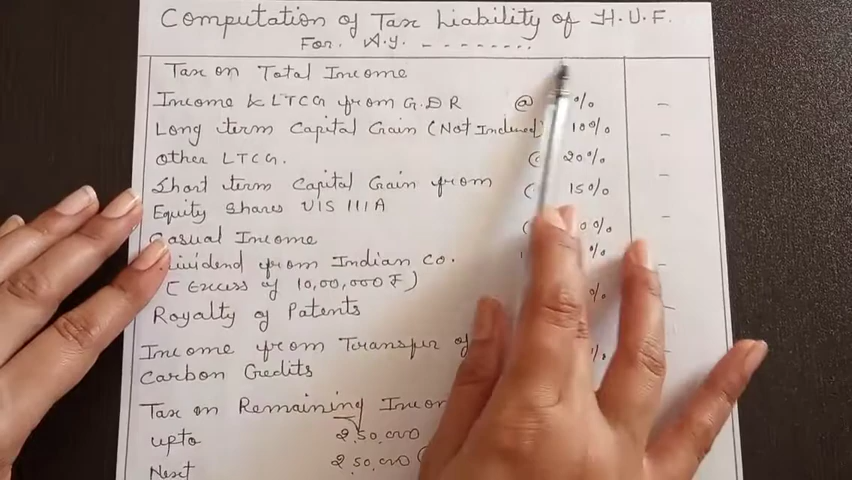 Computation of Tax Liability of H.U.F.
For. A.y. - - - - - - - -
Tax on Total Income
Income & LTCG from G.D.R @ % -
Long term Capital Gain (Not Indexed) 10% -
Other LTCG. @ 20% -
Short term Capital Gain from 15%
Equity Shares U/S 111A -
Casual Income 0%
Dividend from Indian Co. % -
(Excess of 10,00,000 ₹) % -
Royalty of Patents -
Income from Transfer of % -
Carbon Credits
Tax on Remaining Incom
upto 2,50,000
Next 2,50,000